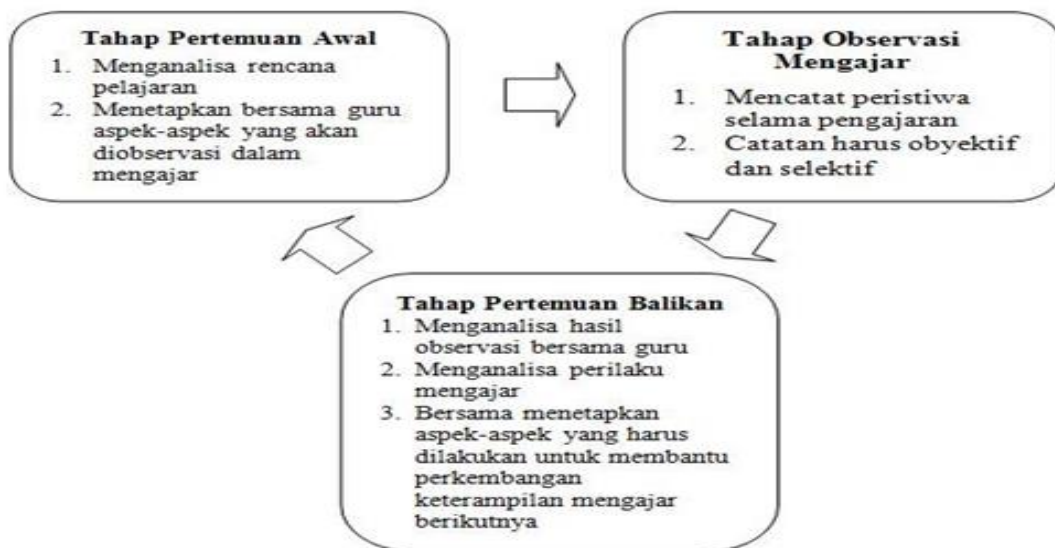 Tahap Pertemuan Awal
1. Menganalisa rencana
pelajaran
2. Menetapkan bersama guru
aspek-aspek yang akan
diobservasi dalam
mengajar
Tahap Observasi
Mengajar
1. Mencatat peristiwa
selama pengajaran
2. Catatan harus obyektif
dan selektif
Tahap Pertemuan Balikan
1. Menganalisa hasil
observasi bersama guru
2. Menganalisa perilaku
mengajar
3. Bersama menetapkan
aspek-aspek yang harus
dilakukan untuk membantu
perkembangan
keterampilan mengajar
berikutnya